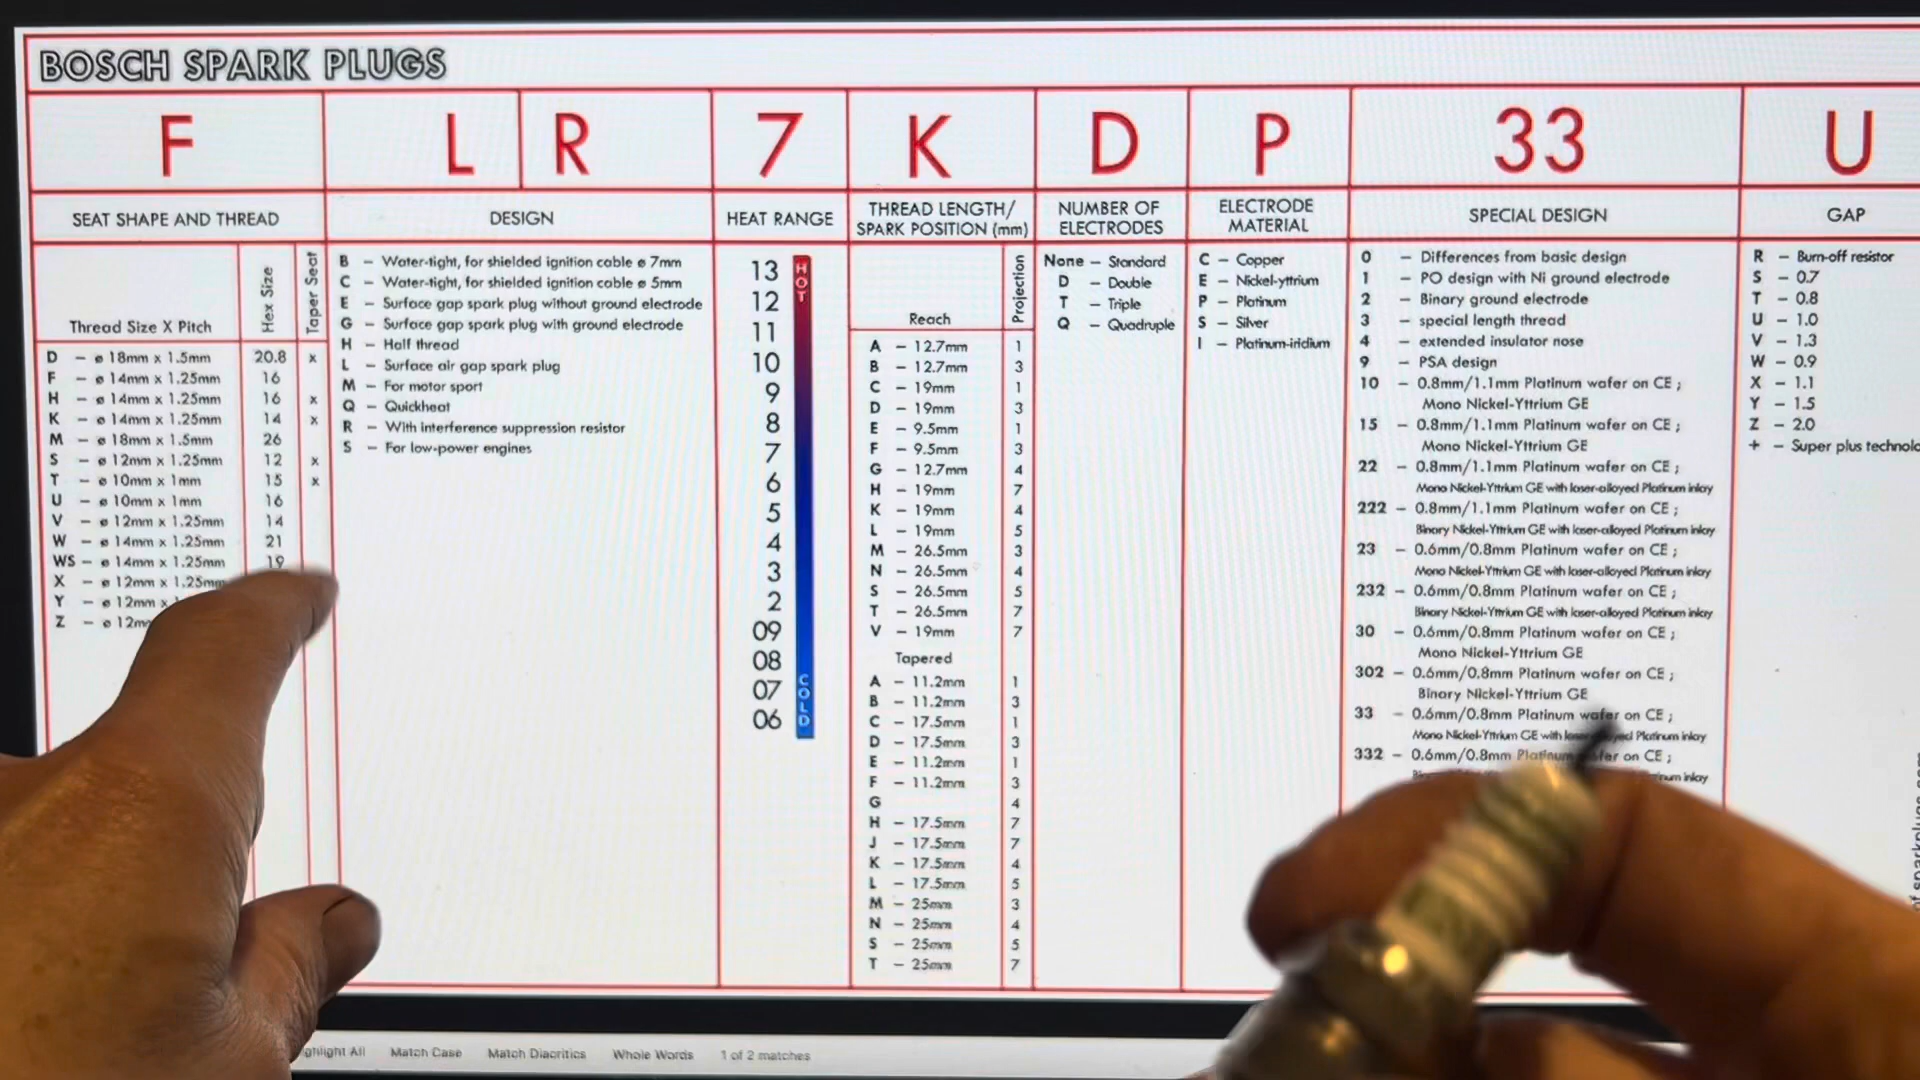 BOSCH SPARK PLUGS
F L R 7 K D P 33 U
SEAT SHAPE AND THREAD
Thread Size X Pitch
Hex Size
Taper Seat
D – ø 18mm x 1.5mm 20.8 x
F – ø 14mm x 1.25mm 16
H – ø 14mm x 1.25mm 16 x
K – ø 14mm x 1.25mm 14 x
M – ø 18mm x 1.5mm 26
S – ø 12mm x 1.25mm 12 x
T – ø 10mm x 1mm 15 x
U – ø 10mm x 1mm 16
V – ø 12mm x 1.25mm 14
W – ø 14mm x 1.25mm 21
WS – ø 14mm x 1.25mm 19
X – ø 12mm x 1.25mm
Y – ø 12mm x
Z – ø 12m
DESIGN
B – Water-tight, for shielded ignition cable ø 7mm
C – Water-tight, for shielded ignition cable ø 5mm
E – Surface gap spark plug without ground electrode
G – Surface gap spark plug with ground electrode
H – Half thread
L – Surface air gap spark plug
M – For motor sport
Q – Quickheat
R – With interference suppression resistor
S – For low-power engines
HEAT RANGE
13
12
11
10
9
8
7
6
5
4
3
2
09
08
07
06
HOT
COLD
THREAD LENGTH/
SPARK POSITION (mm)
Reach
Projection
A – 12.7mm 1
B – 12.7mm 3
C – 19mm 1
D – 19mm 3
E – 9.5mm 1
F – 9.5mm 3
G – 12.7mm 4
H – 19mm 7
K – 19mm 4
L – 19mm 5
M – 26.5mm 3
N – 26.5mm 4
S – 26.5mm 5
T – 26.5mm 7
V – 19mm 7
Tapered
A – 11.2mm 1
B – 11.2mm 3
C – 17.5mm 1
D – 17.5mm 3
E – 11.2mm 1
F – 11.2mm 3
G 4
H – 17.5mm 7
J – 17.5mm 7
K – 17.5mm 4
L – 17.5mm 5
M – 25mm 3
N – 25mm 4
S – 25mm 5
T – 25mm 7
NUMBER OF
ELECTRODES
None – Standard
D – Double
T – Triple
Q – Quadruple
ELECTRODE
MATERIAL
C – Copper
E – Nickel-yttrium
P – Platinum
S – Silver
I – Platinum-iridium
SPECIAL DESIGN
0 – Differences from basic design
1 – PO design with Ni ground electrode
2 – Binary ground electrode
3 – special length thread
4 – extended insulator nose
9 – PSA design
10 – 0.8mm/1.1mm Platinum wafer on CE ;
Mono Nickel-Yttrium GE
15 – 0.8mm/1.1mm Platinum wafer on CE ;
Mono Nickel-Yttrium GE
22 – 0.8mm/1.1mm Platinum wafer on CE ;
Mono Nickel-Yttrium GE with laser-alloyed Platinum inlay
222 – 0.8mm/1.1mm Platinum wafer on CE ;
Binary Nickel-Yttrium GE with laser-alloyed Platinum inlay
23 – 0.6mm/0.8mm Platinum wafer on CE ;
Mono Nickel-Yttrium GE with laser-alloyed Platinum inlay
232 – 0.6mm/0.8mm Platinum wafer on CE ;
Binary Nickel-Yttrium GE with laser-alloyed Platinum inlay
30 – 0.6mm/0.8mm Platinum wafer on CE ;
Mono Nickel-Yttrium GE
302 – 0.6mm/0.8mm Platinum wafer on CE ;
Binary Nickel-Yttrium GE
33 – 0.6mm/0.8mm Platinum wafer on CE ;
Mono Nickel-Yttrium GE with laser-alloyed Platinum inlay
332 – 0.6mm/0.8mm Platinum wafer on CE ;
inlay
GAP
R – Burn-off resistor
S – 0.7
T – 0.8
U – 1.0
V – 1.3
W – 0.9
X – 1.1
Y – 1.5
Z – 2.0
+ – Super plus technolo
of sparkplugs.com
ghlight All Match Case Match Diacritics Whole Words 1 of 2 matches